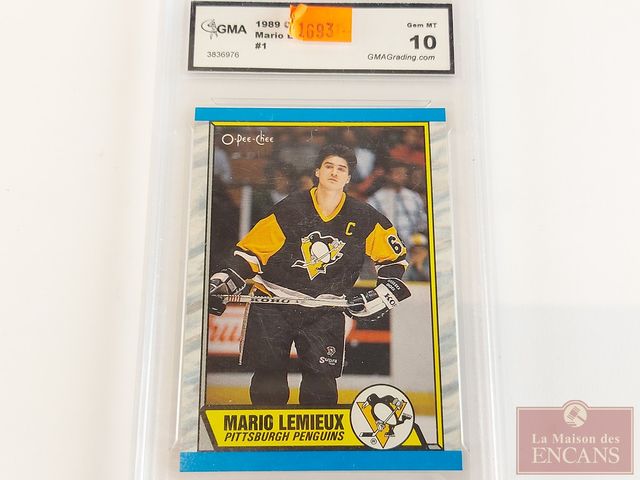 GMA
3836976
1989
Mario
#1
1693
Gem MT
10
GMAGrading.com
O-Pee-Chee
C
6
KOHO
MARIO LEMIEUX
PITTSBURGH PENGUINS
La Maison des
ENCANS